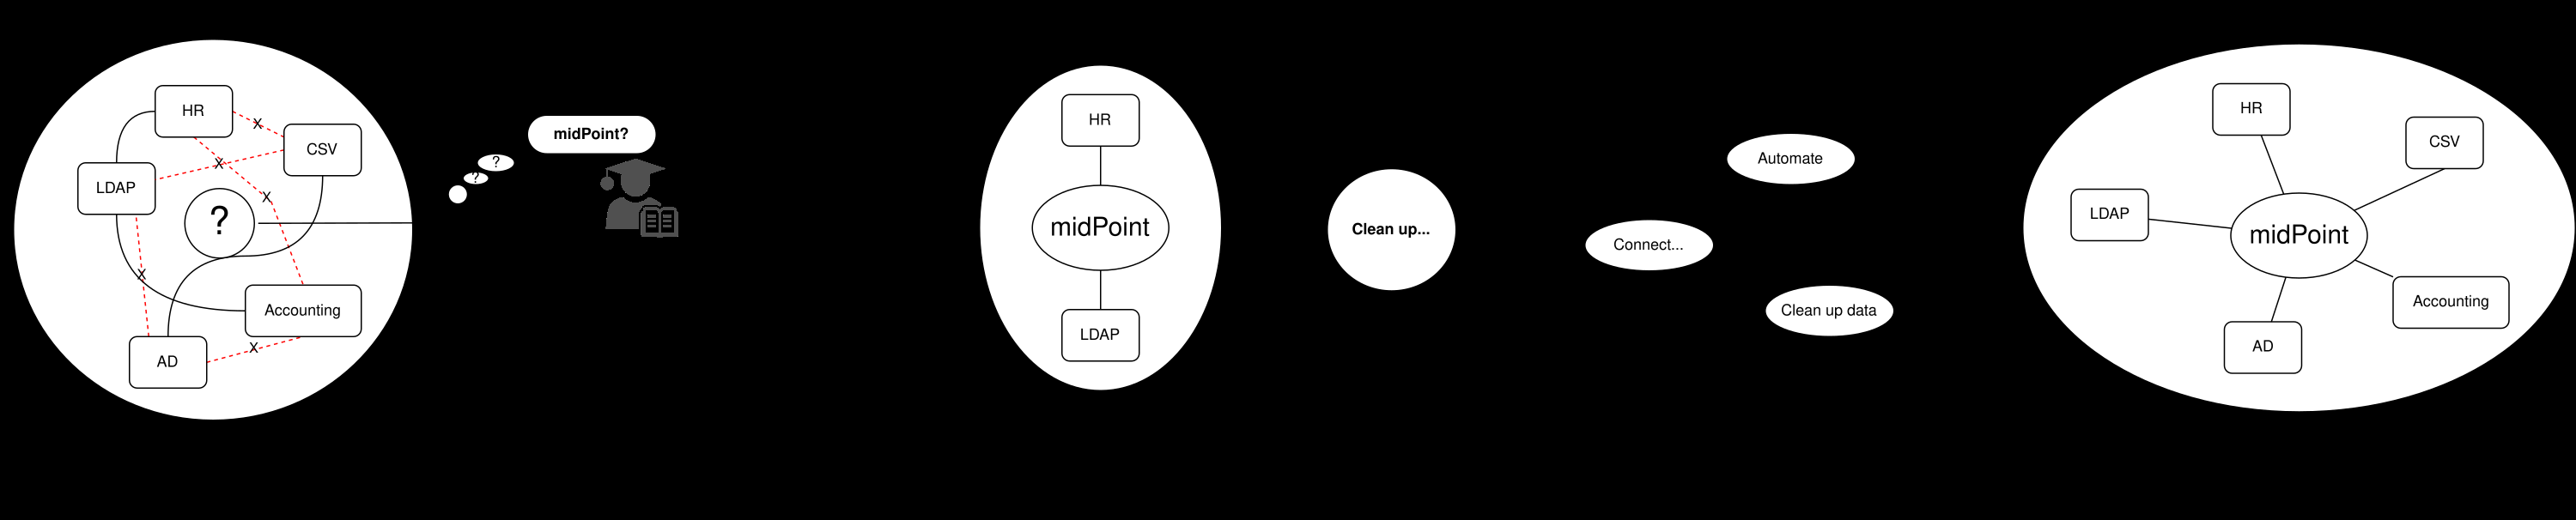 HR
X
CSV
X
LDAP
X
?
X
Accounting
X
AD
midPoint?
?
?
HR
midPoint
LDAP
Clean up...
Automate
Connect...
Clean up data
HR
CSV
LDAP
midPoint
Accounting
AD